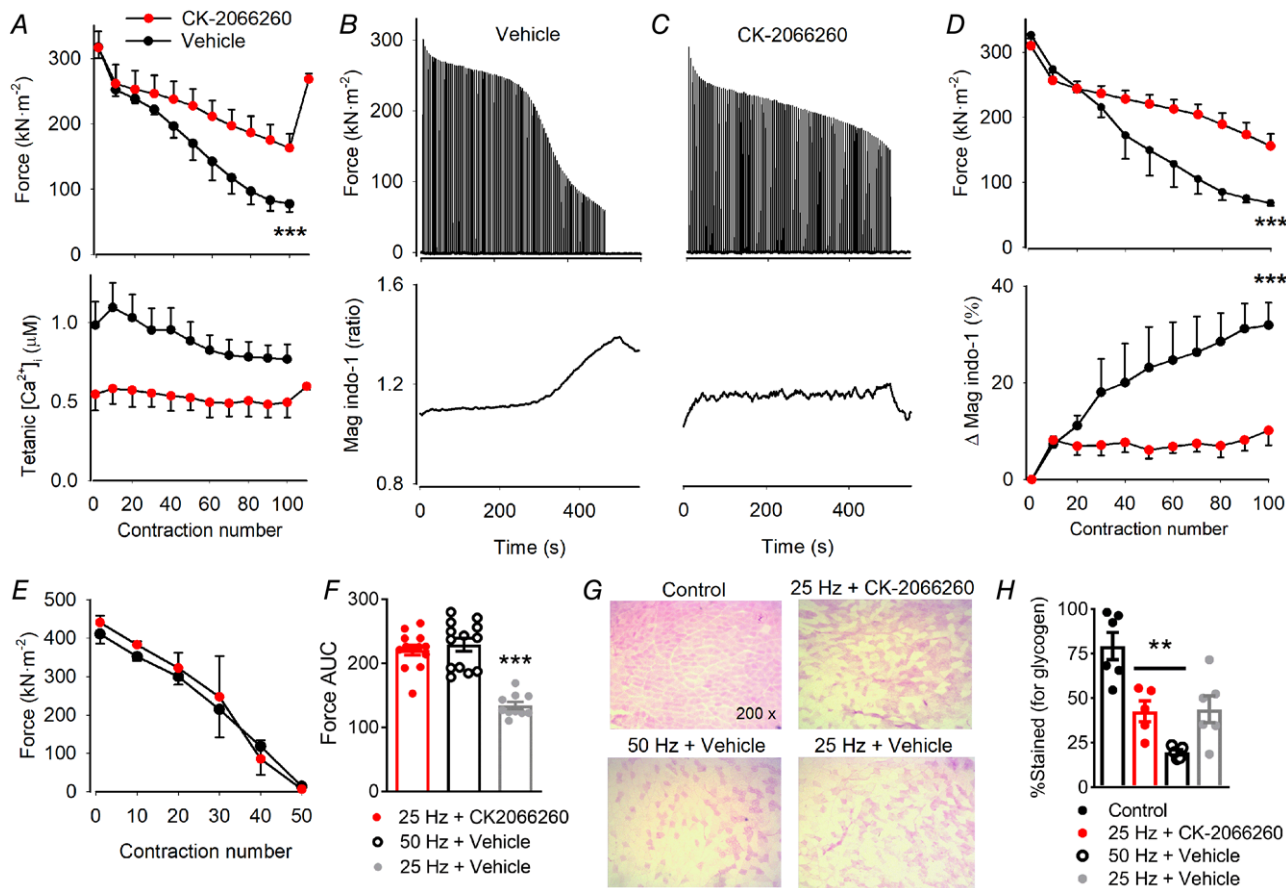 A
CK-2066260
Vehicle
Force (kN·m⁻²)
300
200
100
0
***
Tetanic [Ca²⁺]ᵢ (μM)
1.0
0.5
0.0
0 20 40 60 80 100
Contraction number
B
Vehicle
Force (kN·m⁻²)
300
200
100
0
Mag indo-1 (ratio)
1.6
1.2
0.8
0 200 400
Time (s)
C
CK-2066260
0 200 400
Time (s)
D
Force (kN·m⁻²)
300
200
100
0
***
***
Δ Mag indo-1 (%)
40
20
0
0 20 40 60 80 100
Contraction number
E
Force (kN·m⁻²)
500
400
300
200
100
0
0 10 20 30 40 50
Contraction number
F
Force AUC
300
200
100
0
***
25 Hz + CK2066260
50 Hz + Vehicle
25 Hz + Vehicle
G
Control
25 Hz + CK-2066260
200 x
50 Hz + Vehicle
25 Hz + Vehicle
H
%Stained (for glycogen)
100
75
50
25
0
**
Control
25 Hz + CK-2066260
50 Hz + Vehicle
25 Hz + Vehicle